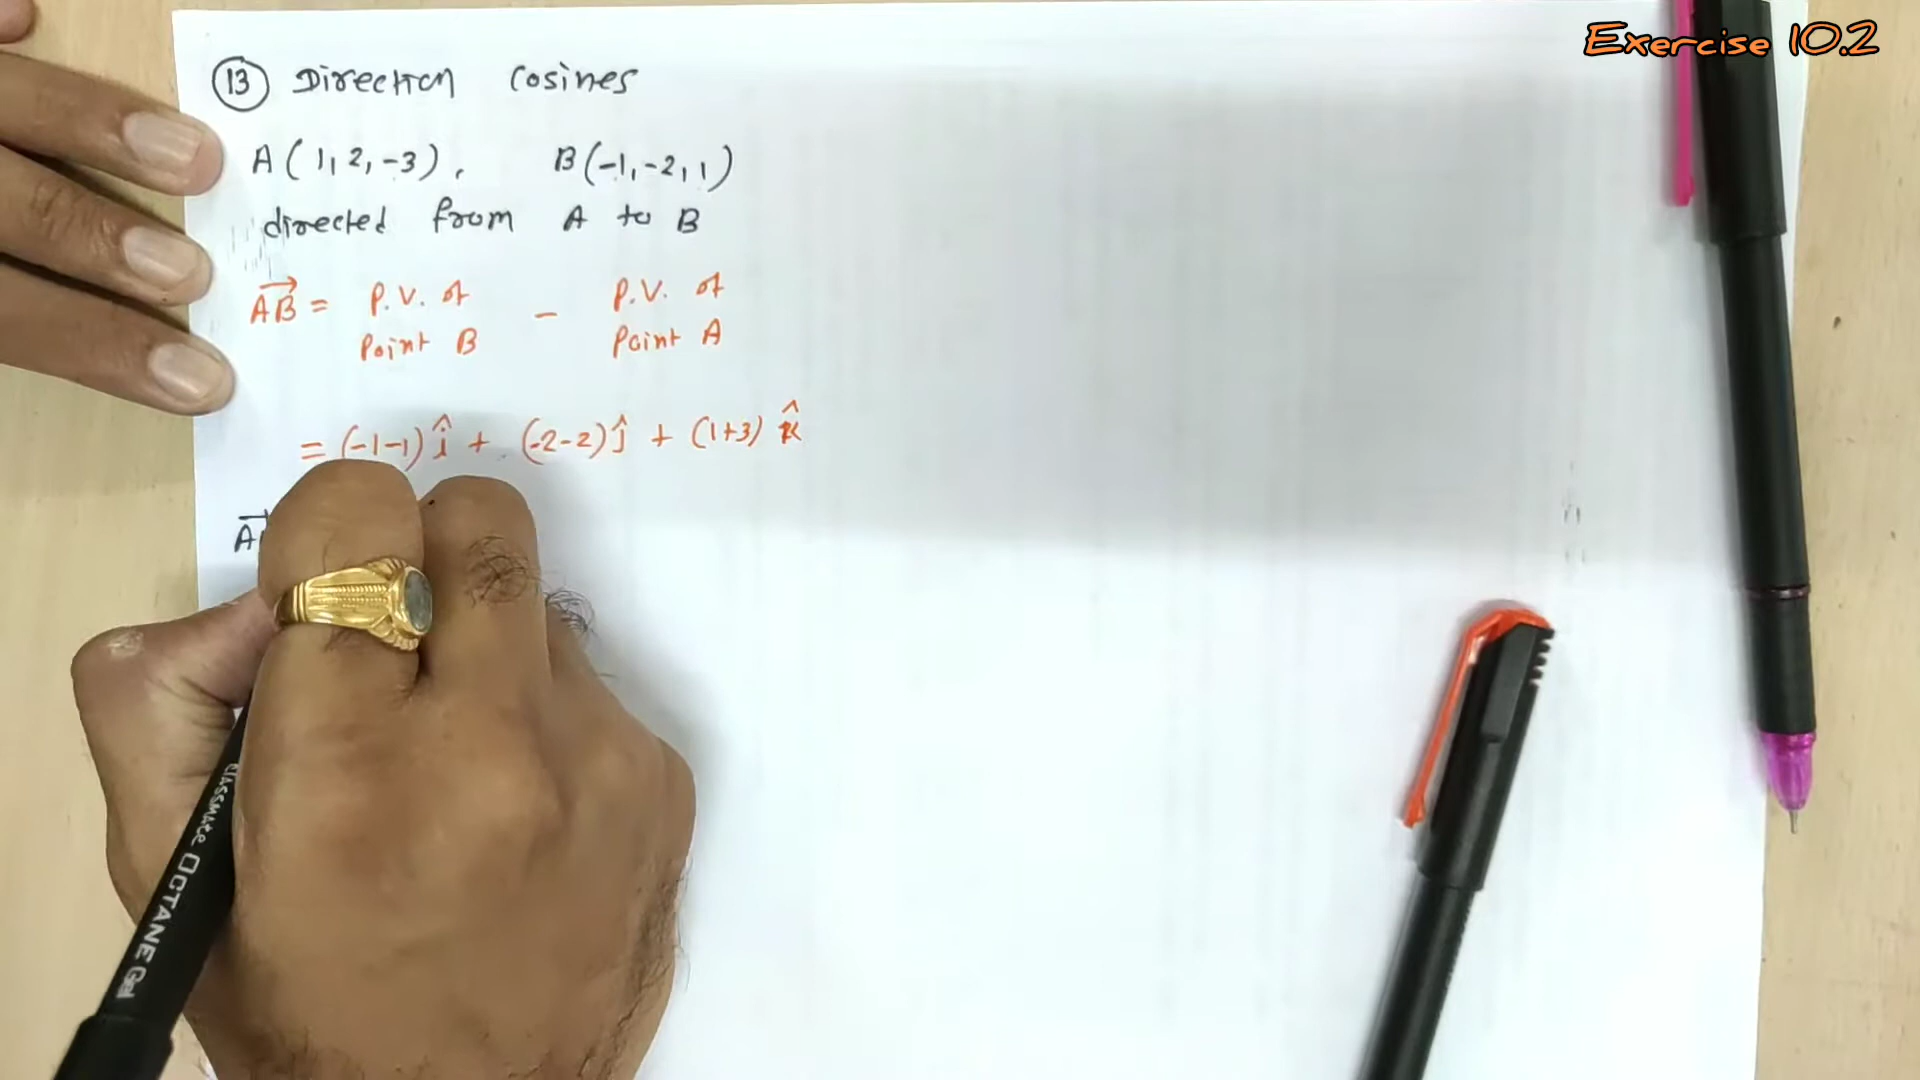 Exercise 10.2
13 Direction Cosines
A(1,2,-3), B(-1,-2,1)
directed from A to B
→AB = P.V. of Point B - P.V. of Point A
= (-1-1)î + (-2-2)ĵ + (1+3) k̂
classmate OCTANE Gel